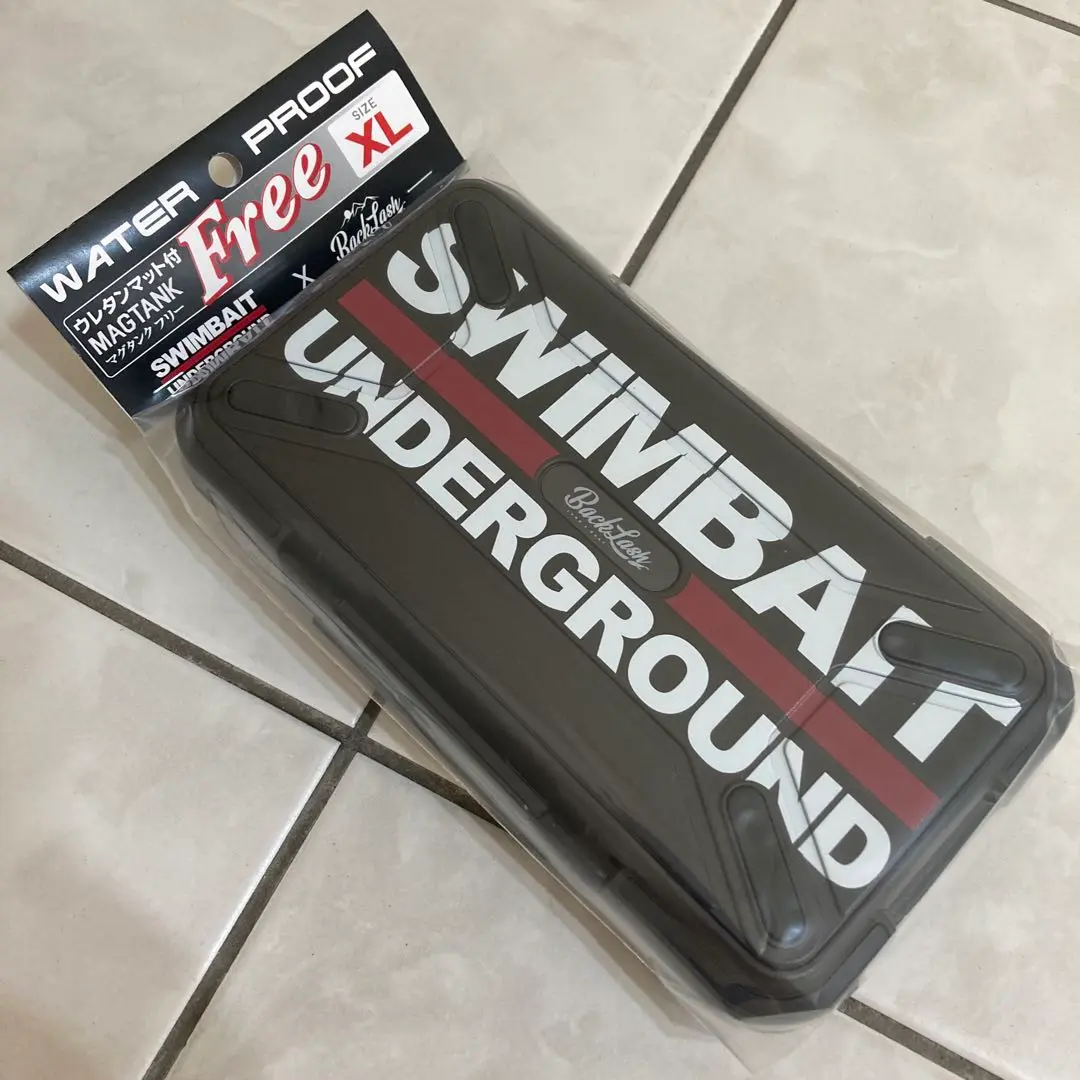 WATER PROOF
ウレタンマット付
MAGTANK
マグタンク フリー
Free
SIZE
XL
SWIMBAIT
UNDERGROUND
X
BackLash
SWIMBAIT
BackLash
UNDERGROUND